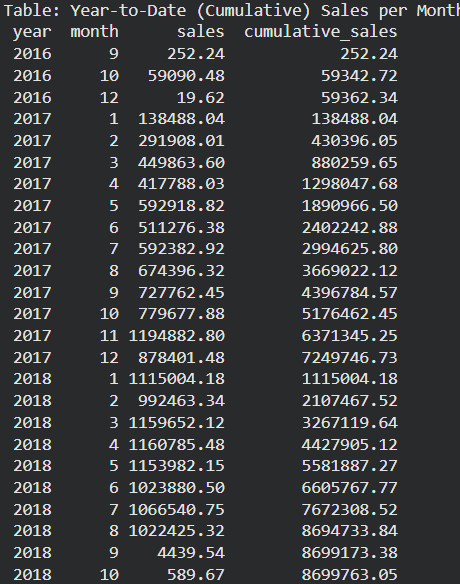 Table: Year-to-Date (Cumulative) Sales per Month
year month sales cumulative_sales
2016 9 252.24 252.24
2016 10 59090.48 59342.72
2016 12 19.62 59362.34
2017 1 138488.04 138488.04
2017 2 291908.01 430396.05
2017 3 449863.60 880259.65
2017 4 417788.03 1298047.68
2017 5 592918.82 1890966.50
2017 6 511276.38 2402242.88
2017 7 592382.92 2994625.80
2017 8 674396.32 3669022.12
2017 9 727762.45 4396784.57
2017 10 779677.88 5176462.45
2017 11 1194882.80 6371345.25
2017 12 878401.48 7249746.73
2018 1 1115004.18 1115004.18
2018 2 992463.34 2107467.52
2018 3 1159652.12 3267119.64
2018 4 1160785.48 4427905.12
2018 5 1153982.15 5581887.27
2018 6 1023880.50 6605767.77
2018 7 1066540.75 7672308.52
2018 8 1022425.32 8694733.84
2018 9 4439.54 8699173.38
2018 10 589.67 8699763.05